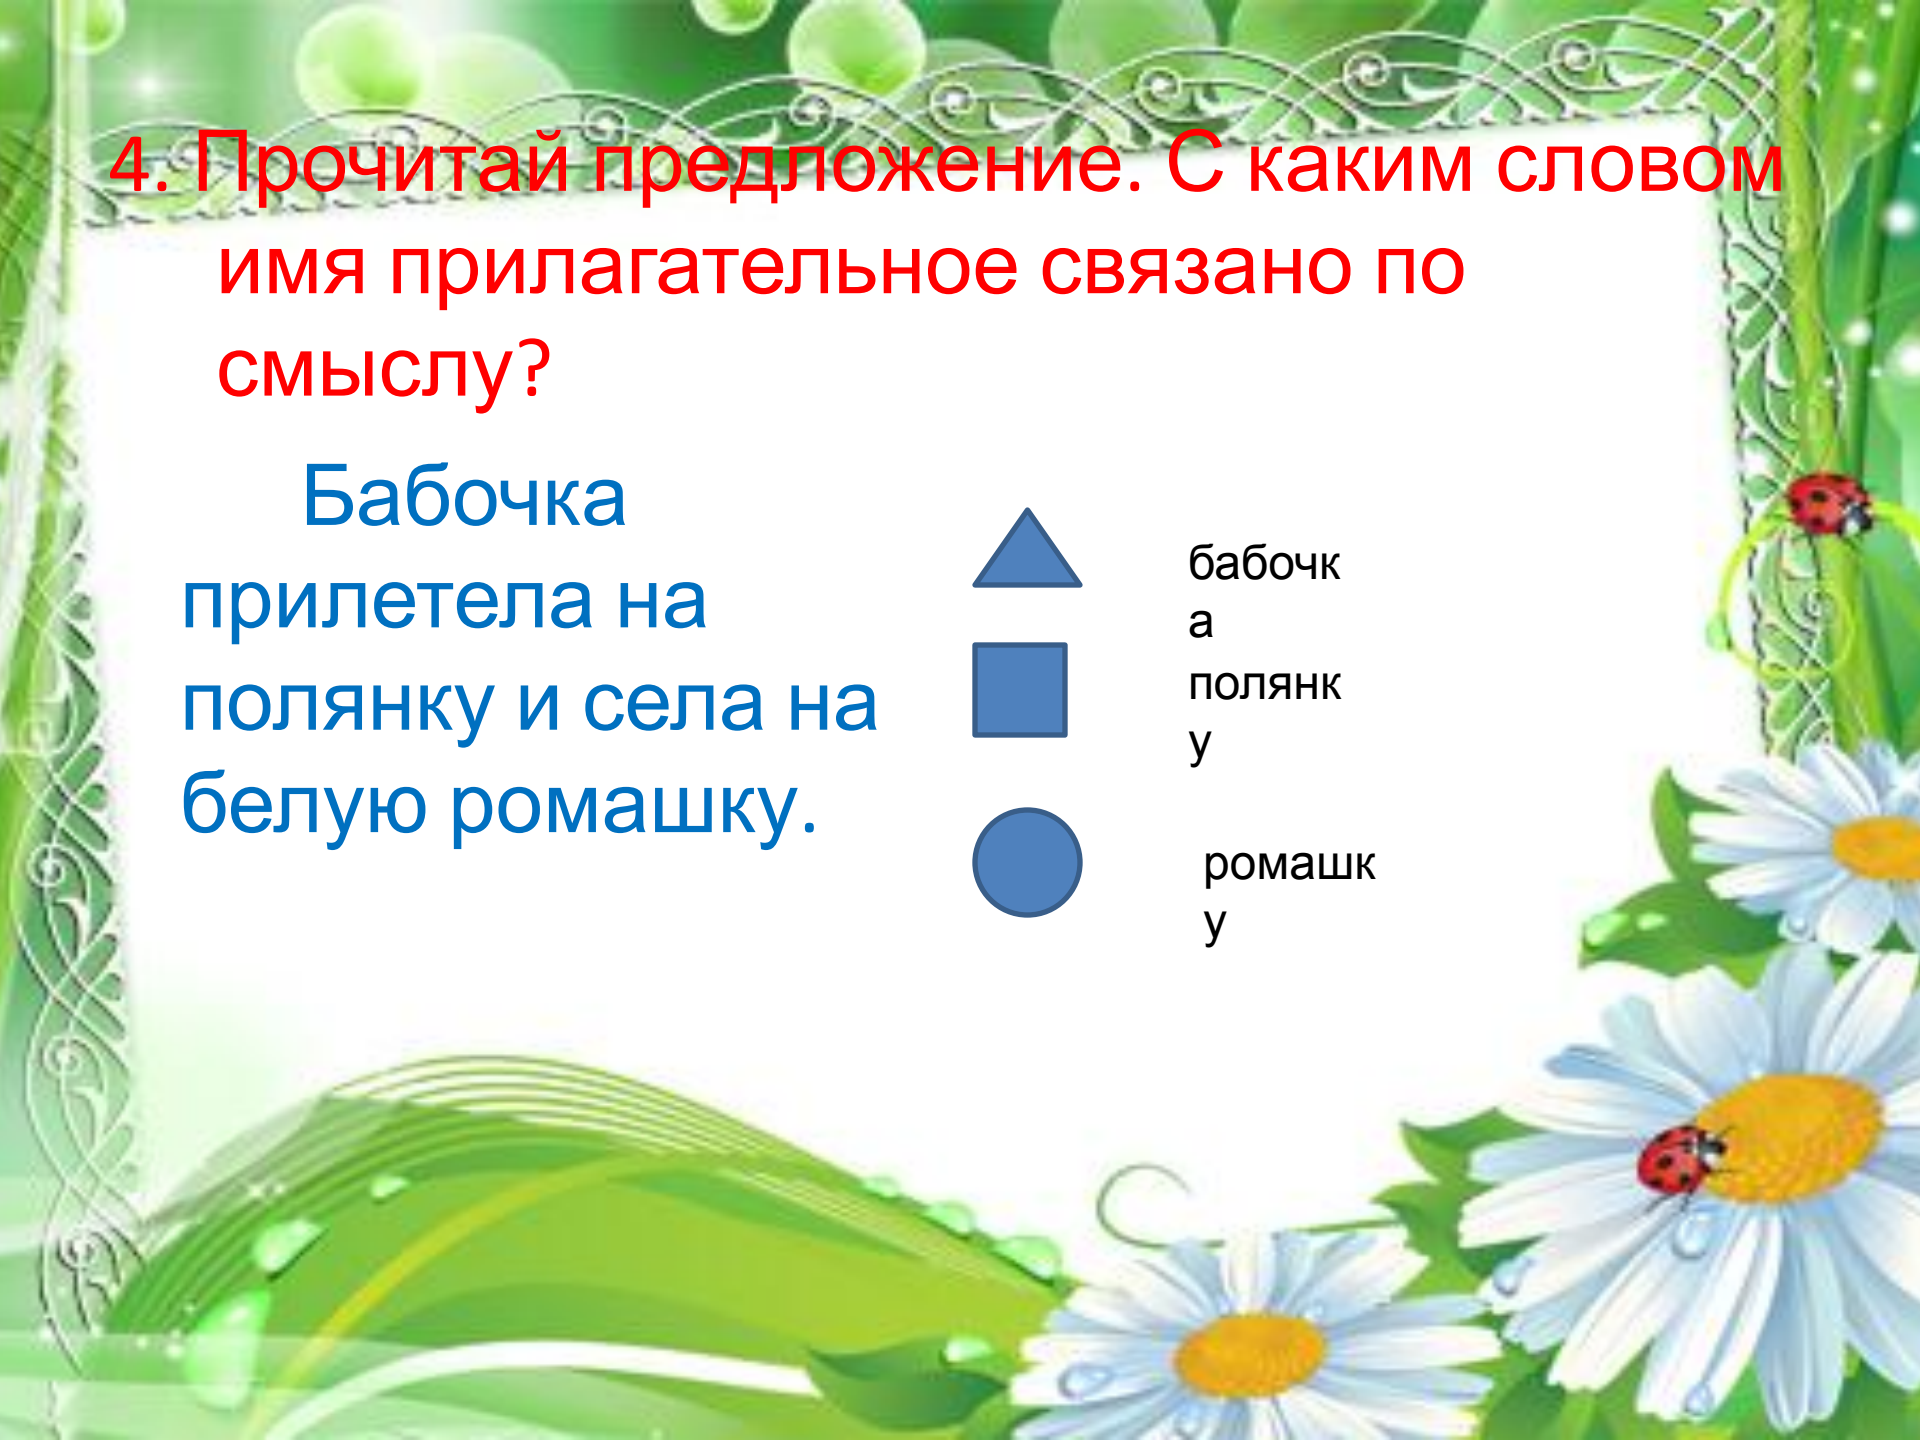 4. Прочитай предложение. С каким словом
имя прилагательное связано по
смыслу?
Бабочка
прилетела на
полянку и села на
белую ромашку.
бабочк
а
полянк
у
ромашк
у